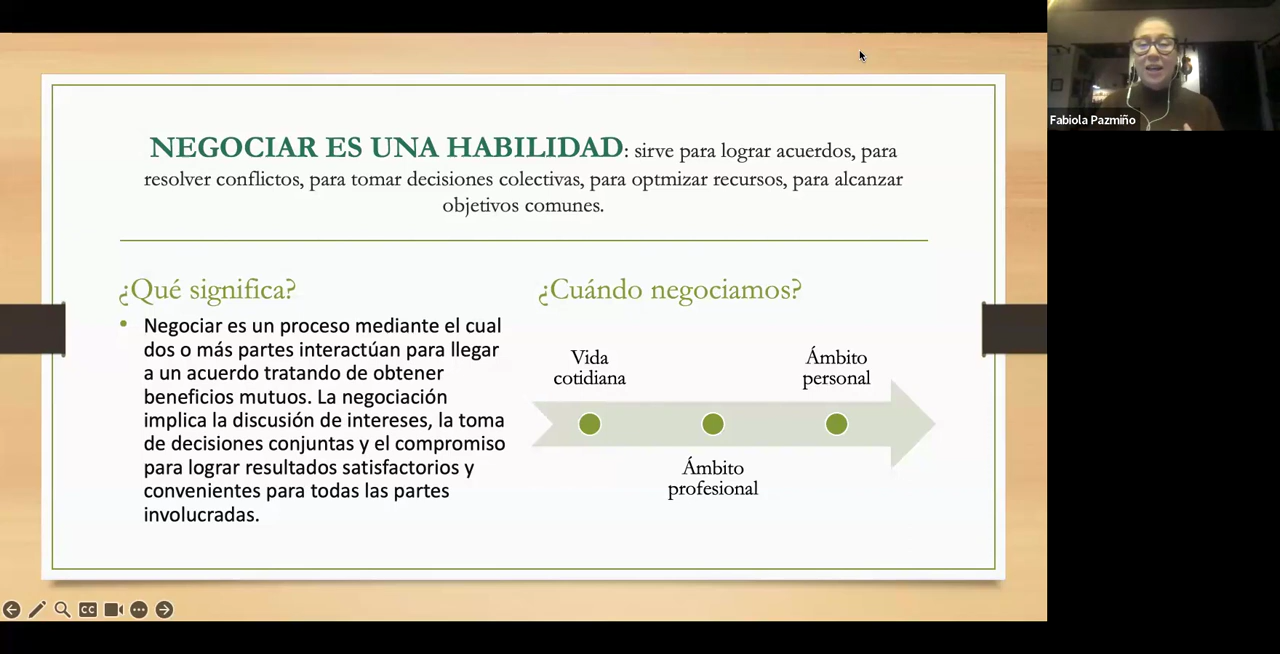 NEGOCIAR ES UNA HABILIDAD: sirve para lograr acuerdos, para
resolver conflictos, para tomar decisiones colectivas, para optmizar recursos, para alcanzar
objetivos comunes.
¿Qué significa?
• Negociar es un proceso mediante el cual
dos o más partes interactúan para llegar
a un acuerdo tratando de obtener
beneficios mutuos. La negociación
implica la discusión de intereses, la toma
de decisiones conjuntas y el compromiso
para lograr resultados satisfactorios y
convenientes para todas las partes
involucradas.
¿Cuándo negociamos?
Vida
cotidiana
Ámbito
profesional
Ámbito
personal
Fabiola Pazmiño
CC